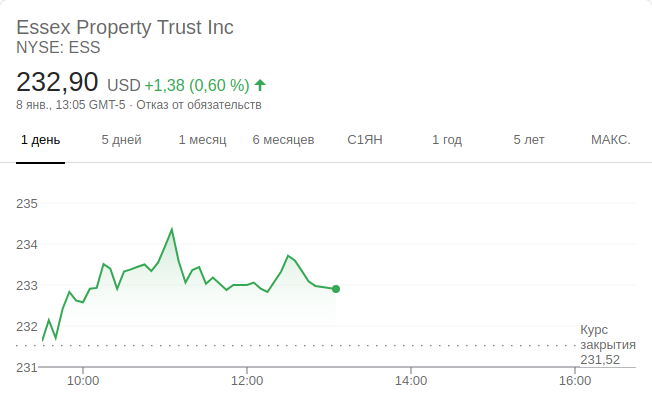 Essex Property Trust Inc
NYSE: ESS
232,90 USD +1,38 (0,60 %)
8 янв., 13:05 GMT-5 · Отказ от обязательств
1 день 5 дней 1 месяц 6 месяцев С1ЯН 1 год 5 лет МАКС.
235
234
233
232
231
Курс
закрытия
231,52
10:00 12:00 14:00 16:00